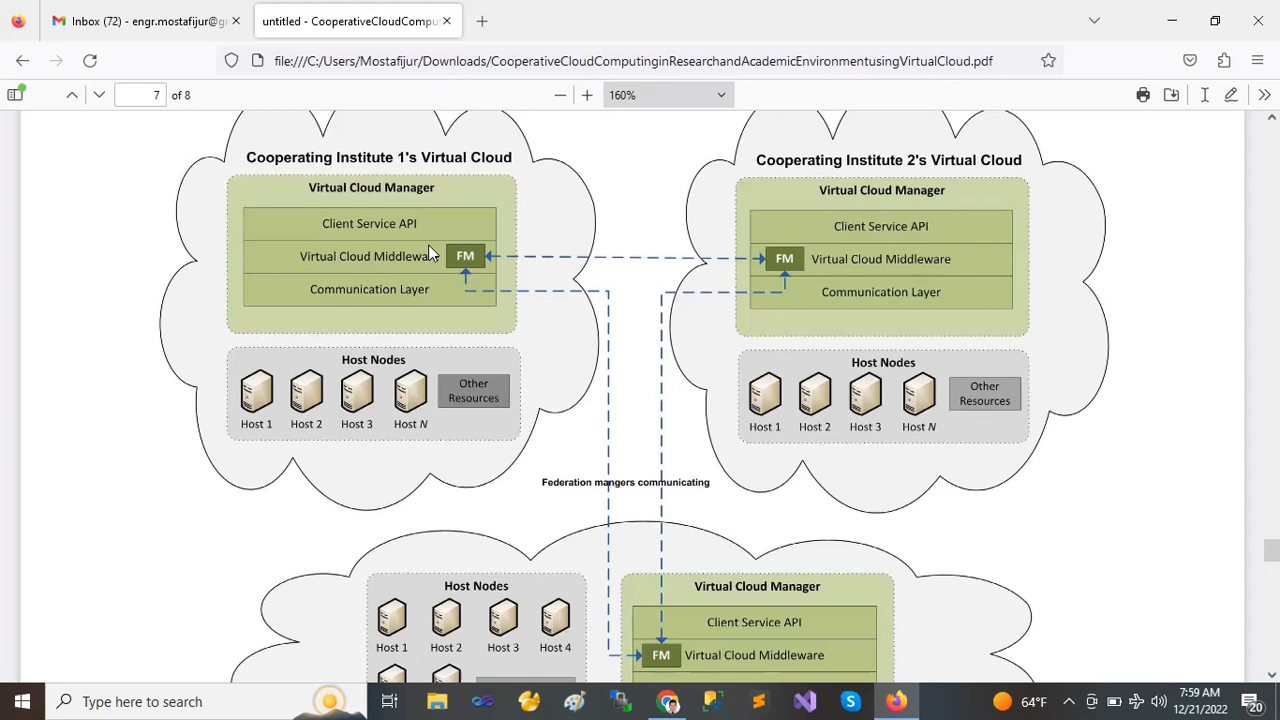 Inbox (72) - engr.mostafijur@g
untitled - CooperativeCloudCompu
file:///C:/Users/Mostafijur/Downloads/CooperativeCloudComputinginResearchandAcademicEnvironmentusingVirtualCloud.pdf
7 of 8
160%
Cooperating Institute 1's Virtual Cloud
Virtual Cloud Manager
Client Service API
Virtual Cloud Middleware
FM
Communication Layer
Host Nodes
Other
Resources
Host 1 Host 2 Host 3 Host N
Cooperating Institute 2's Virtual Cloud
Virtual Cloud Manager
Client Service API
FM
Virtual Cloud Middleware
Communication Layer
Host Nodes
Other
Resources
Host 1 Host 2 Host 3 Host N
Federation mangers communicating
Host Nodes
Host 1 Host 2 Host 3 Host 4
Virtual Cloud Manager
Client Service API
FM
Virtual Cloud Middleware
Type here to search
64°F
7:59 AM
12/21/2022
20